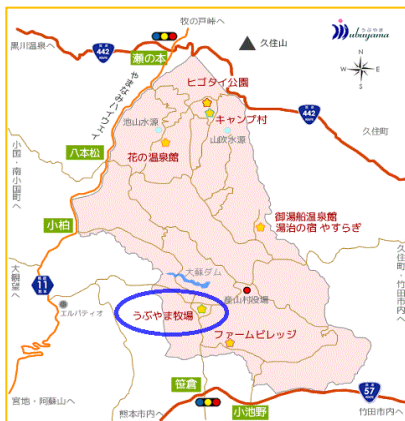 牧の戸峠へ
うぶやま
Ubuyama
黒川温泉へ
442
瀬の本
久住山
やまなみハイウェイ
ヒゴタイ公園
N
キャンプ村
442
池山水源
山吹水源
久住町
八本松
花の温泉館
小国・南小国町へ
小柏
御湯船温泉館
湯治の宿 やすらぎ
久住町・竹田市内へ
大観望へ
11
大蘇ダム
産山村役場
エルパティオ
うぶやま牧場
ファームビレッジ
笹倉
57
宮地・阿蘇山へ
熊本市内へ
小池野
竹田市内へ